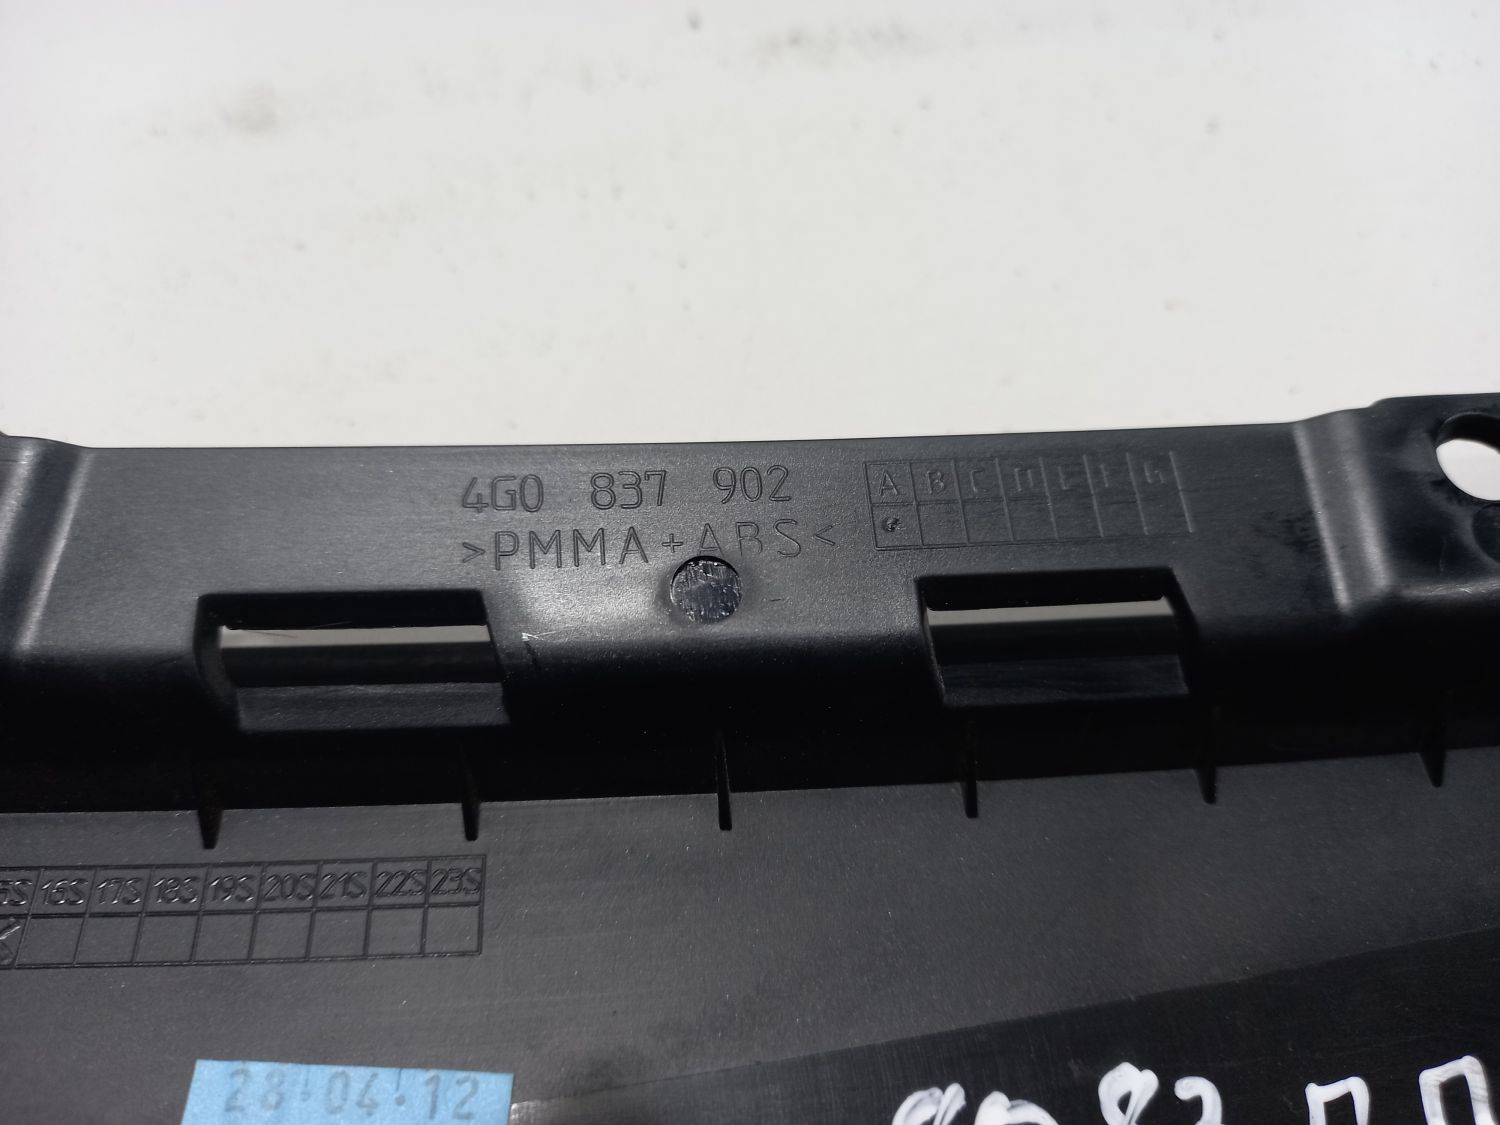 4G0 837 902
>PMMA+ABS<
A B C D E F G
16S 17S 18S 19S 20S 21S 22S 23S
28:04:12